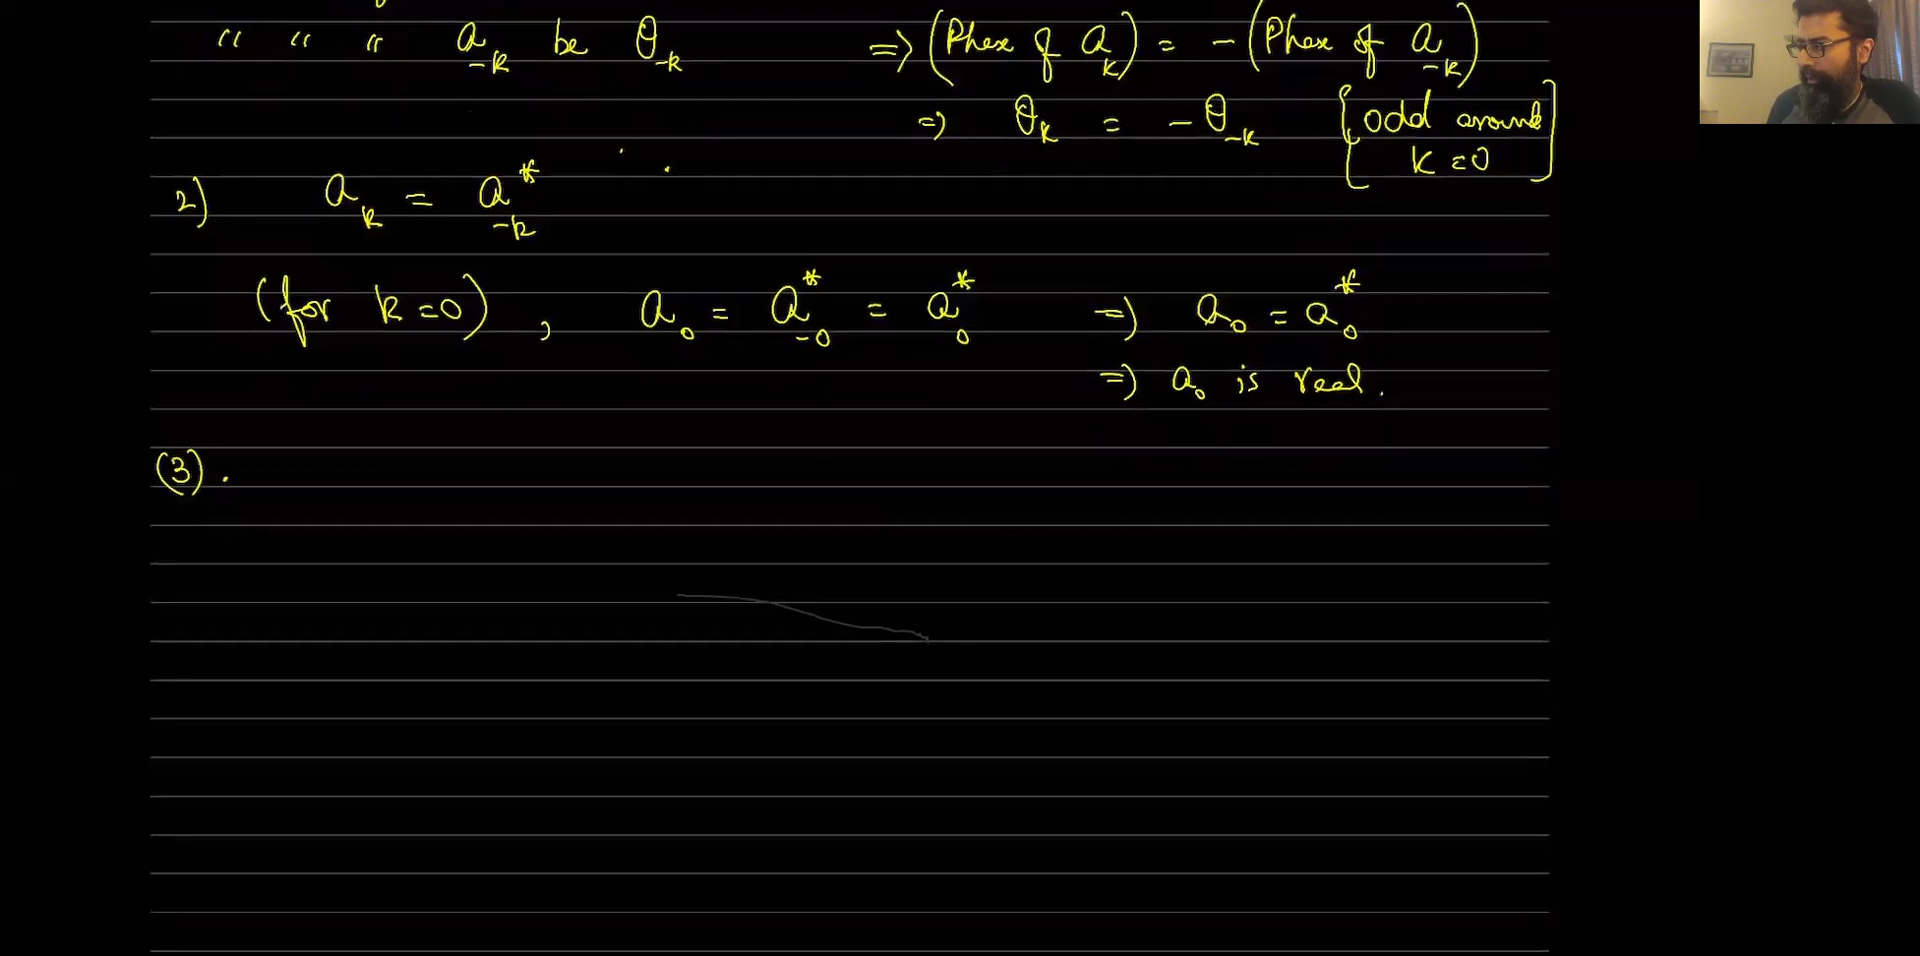 " " " a_{-k} be θ_{-k} => (Phase of a_k) = -(Phase of a_{-k})
=> θ_k = -θ_{-k} {odd around k=0}
2) a_k = a*_{-k}
(for k=0), a_0 = a*_{-0} = a*_0 => a_0 = a*_0
=> a_0 is real.
(3).